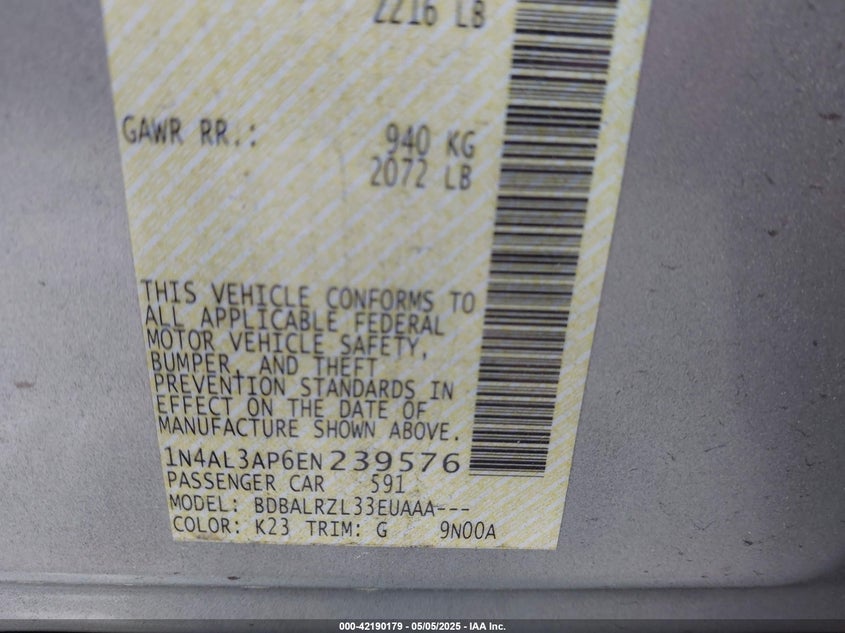 2216 LB
GAWR RR.: 940 KG
2072 LB
THIS VEHICLE CONFORMS TO
ALL APPLICABLE FEDERAL
MOTOR VEHICLE SAFETY,
BUMPER, AND THEFT
PREVENTION STANDARDS IN
EFFECT ON THE DATE OF
MANUFACTURE SHOWN ABOVE.
1N4AL3AP6EN239576
PASSENGER CAR 591
MODEL: BDBALRZL33EUAAA---
COLOR: K23 TRIM: G 9N00A
000-42190179 - 05/05/2025 - IAA Inc.